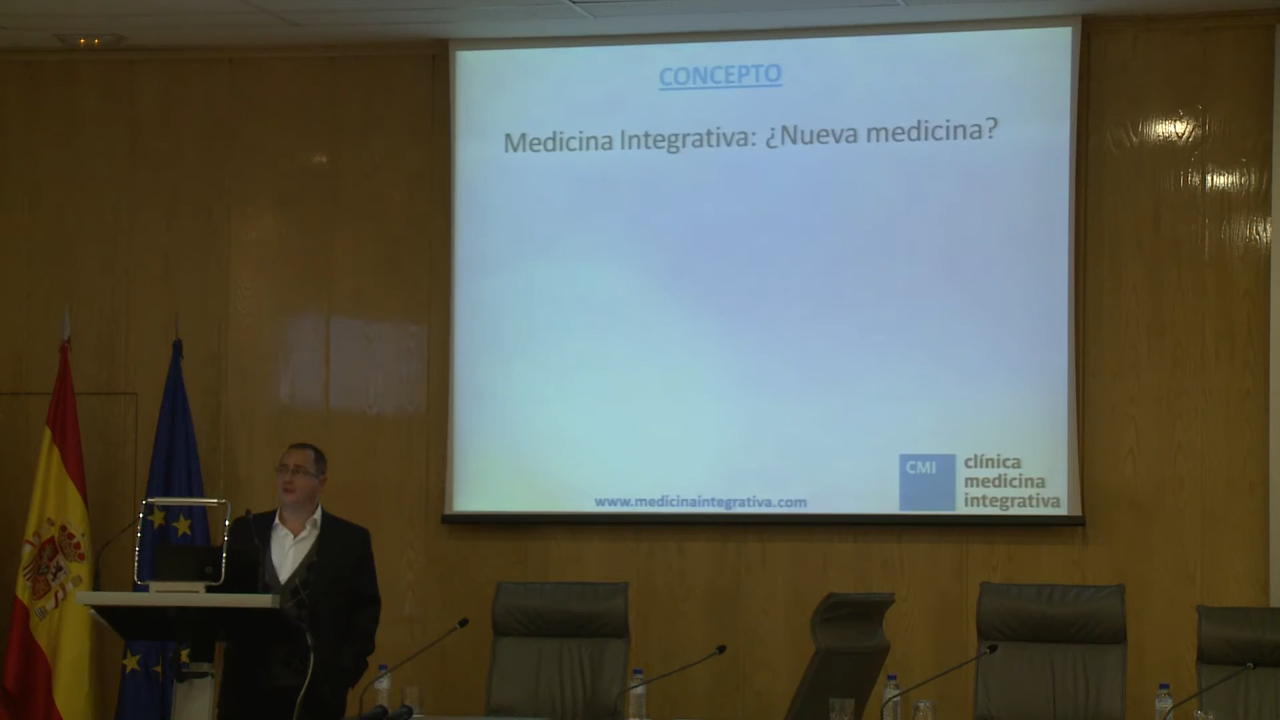 CONCEPTO
Medicina Integrativa: ¿Nueva medicina?
www.medicinaintegrativa.com
CMI
clínica
medicina
integrativa